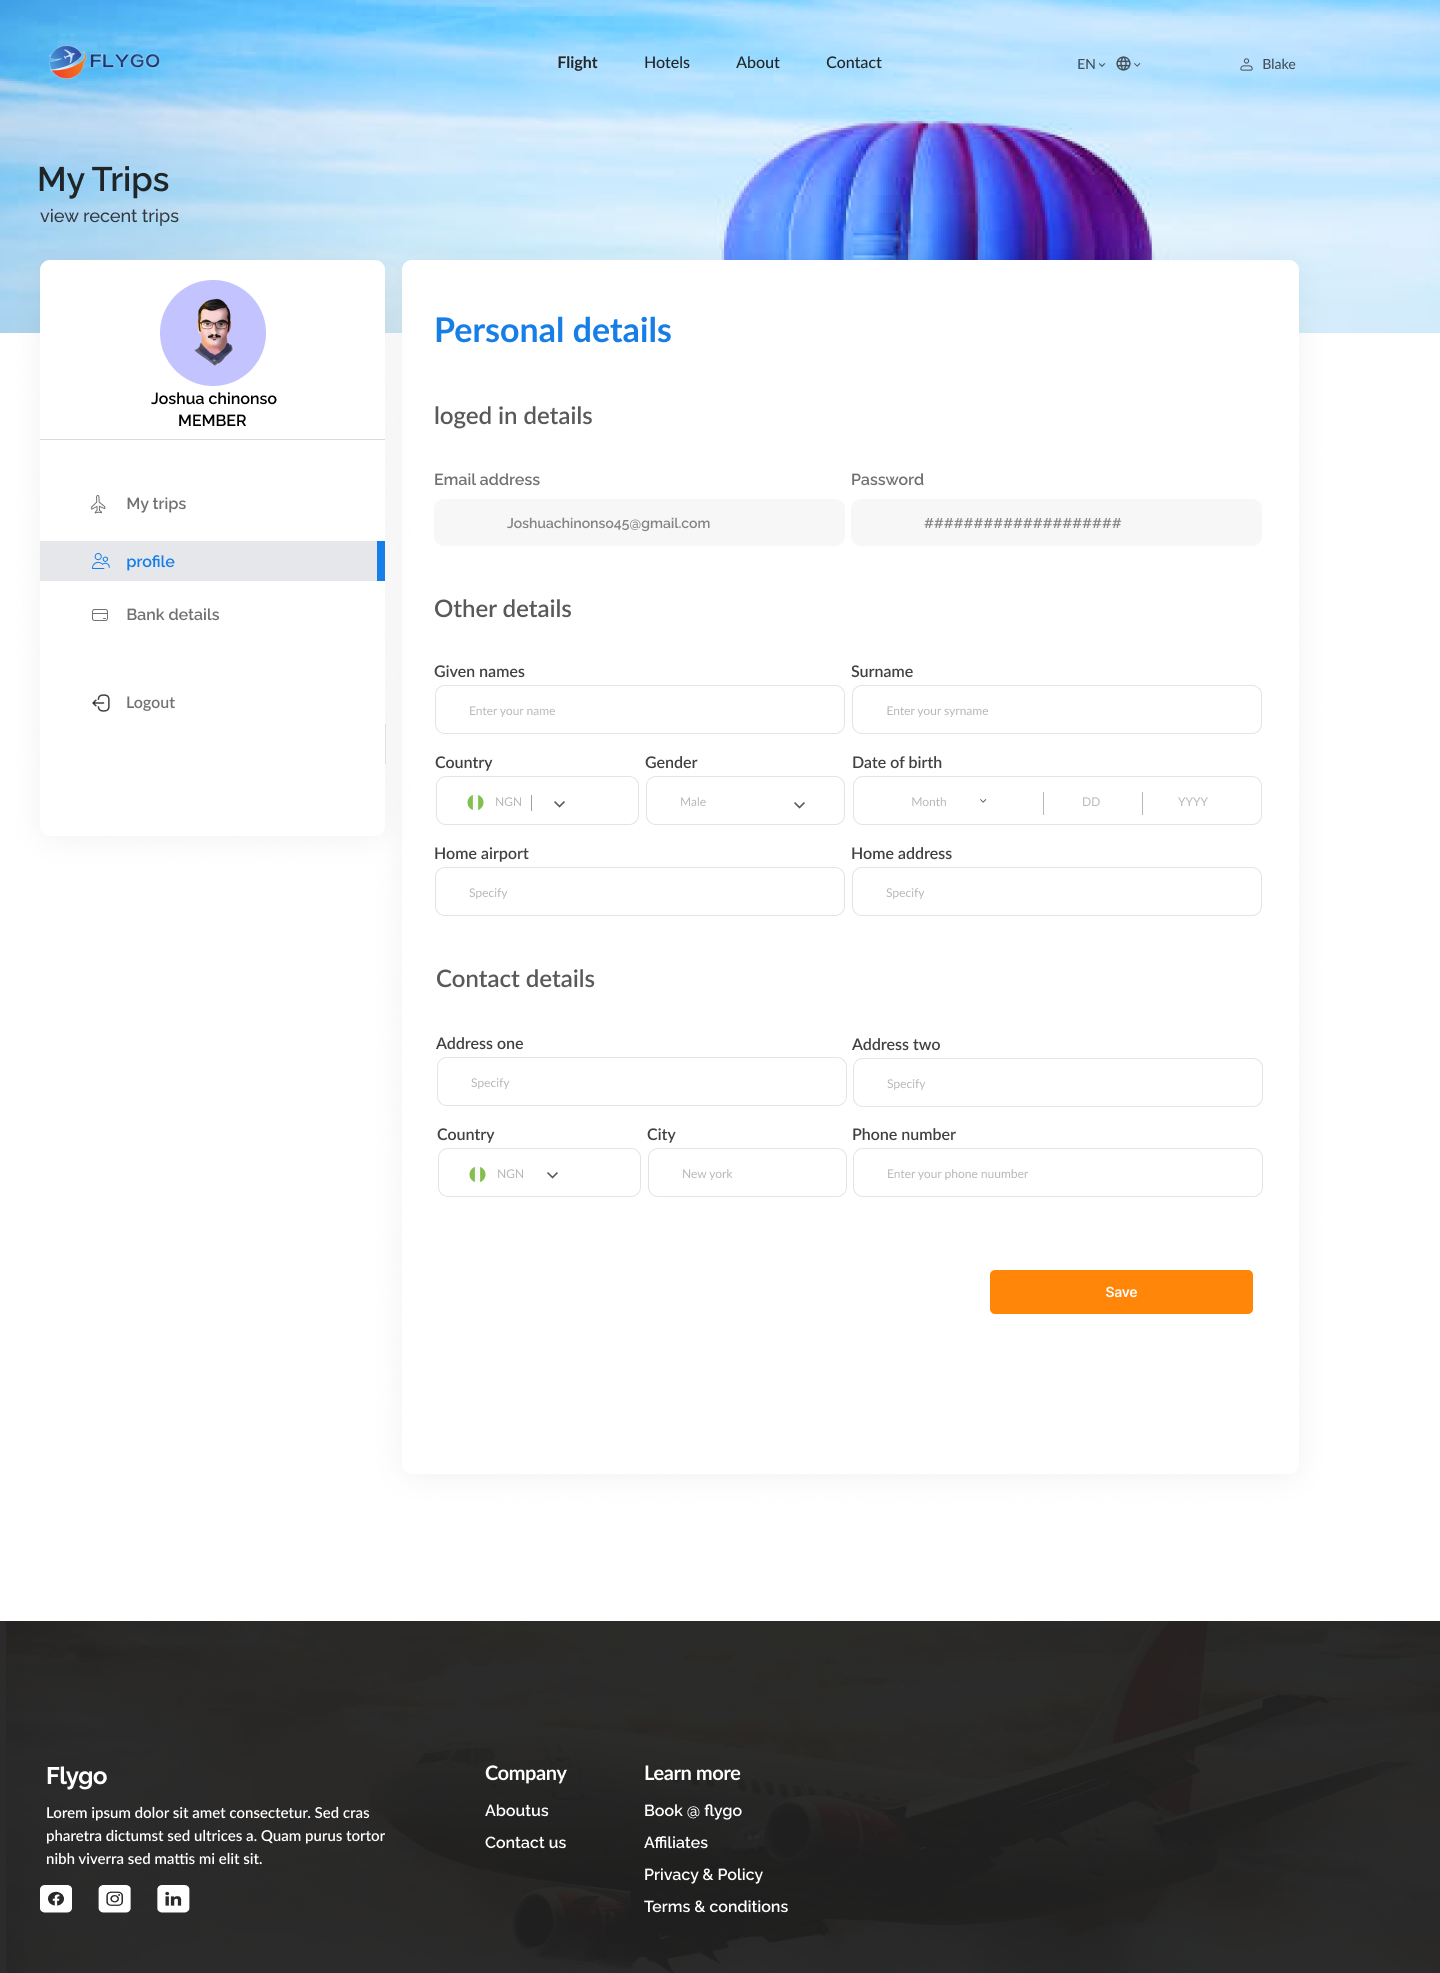 FLYGO
Flight Hotels About Contact EN Blake
My Trips
view recent trips
Joshua chinonso
MEMBER
My trips
profile
Bank details
Logout
Personal details
loged in details
Email address Password
Joshuachinonso45@gmail.com ####################
Other details
Given names Surname
Enter your name Enter your syrname
Country Gender Date of birth
NGN Male Month DD YYYY
Home airport Home address
Specify Specify
Contact details
Address one Address two
Specify Specify
Country City Phone number
NGN New york Enter your phone nuumber
Save
Flygo
Lorem ipsum dolor sit amet consectetur. Sed cras
pharetra dictumst sed ultrices a. Quam purus tortor
nibh viverra sed mattis mi elit sit.
Company
Aboutus
Contact us
Learn more
Book @ flygo
Affiliates
Privacy & Policy
Terms & conditions